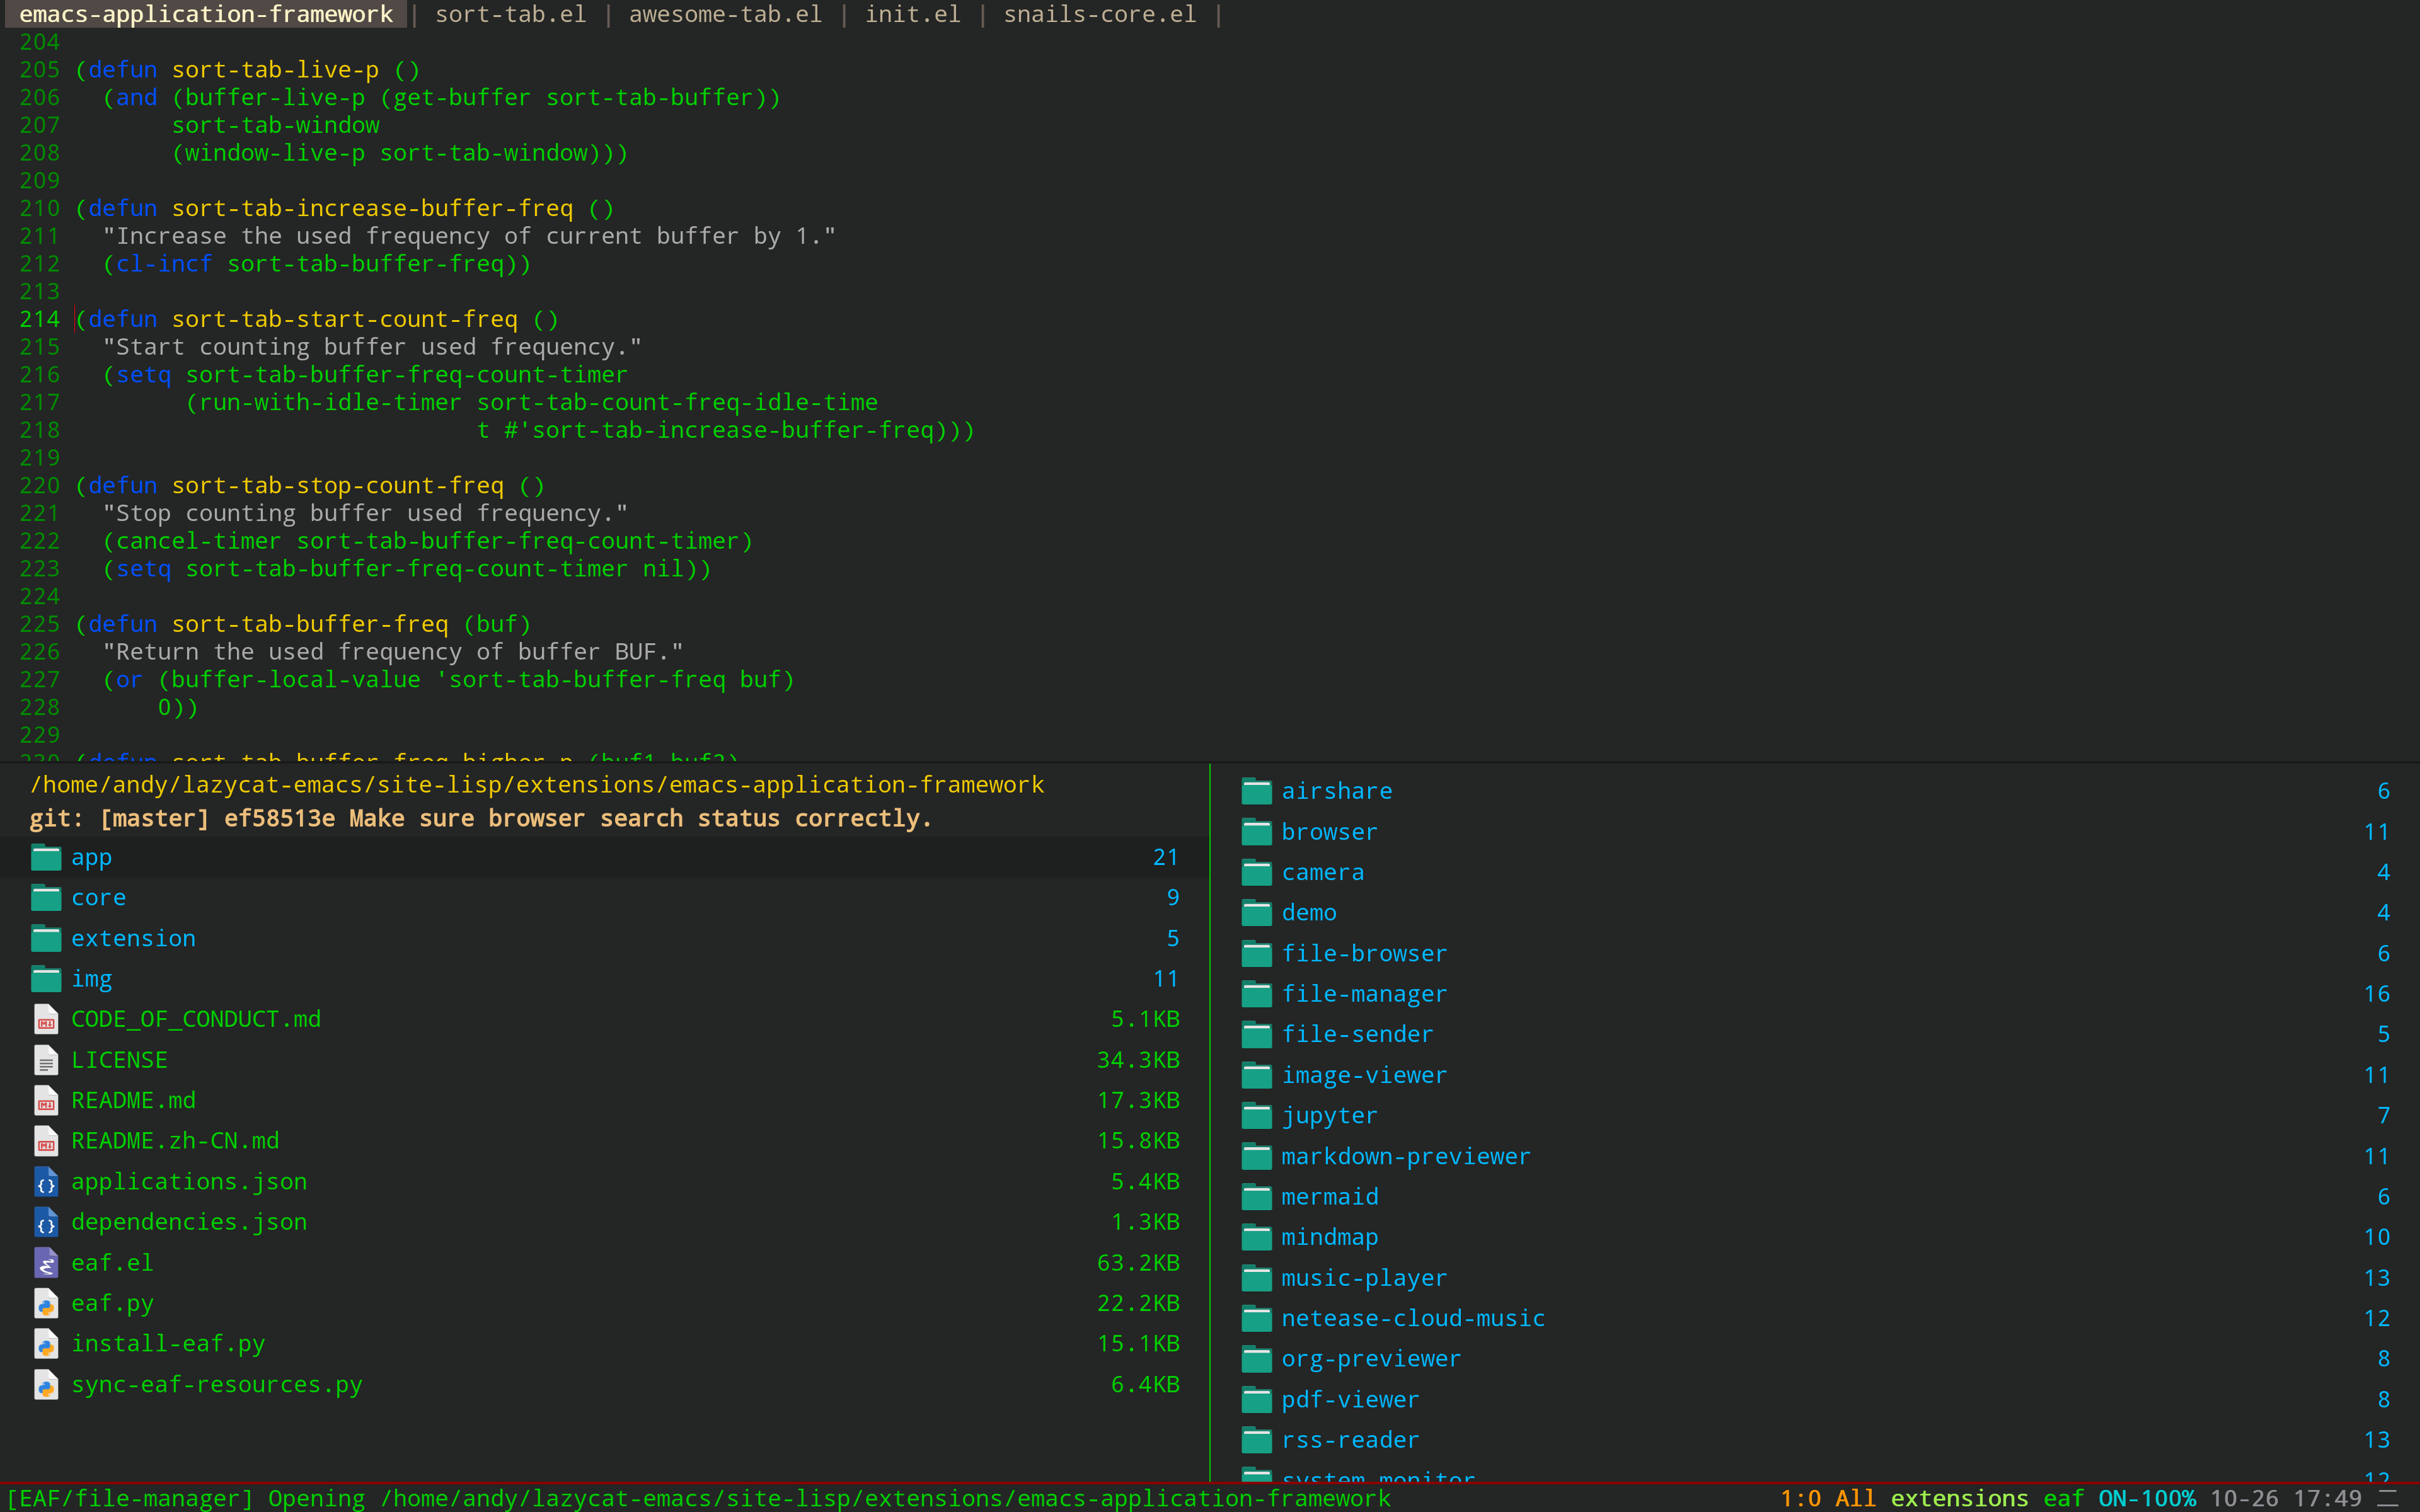 emacs-application-framework | sort-tab.el | awesome-tab.el | init.el | snails-core.el |
204
205 (defun sort-tab-live-p ()
206   (and (buffer-live-p (get-buffer sort-tab-buffer))
207        sort-tab-window
208        (window-live-p sort-tab-window)))
209
210 (defun sort-tab-increase-buffer-freq ()
211   "Increase the used frequency of current buffer by 1."
212   (cl-incf sort-tab-buffer-freq))
213
214 (defun sort-tab-start-count-freq ()
215   "Start counting buffer used frequency."
216   (setq sort-tab-buffer-freq-count-timer
217         (run-with-idle-timer sort-tab-count-freq-idle-time
218                              t #'sort-tab-increase-buffer-freq)))
219
220 (defun sort-tab-stop-count-freq ()
221   "Stop counting buffer used frequency."
222   (cancel-timer sort-tab-buffer-freq-count-timer)
223   (setq sort-tab-buffer-freq-count-timer nil))
224
225 (defun sort-tab-buffer-freq (buf)
226   "Return the used frequency of buffer BUF."
227   (or (buffer-local-value 'sort-tab-buffer-freq buf)
228       0))
229
230 (defun sort-tab-buffer-freq-higher-p (buf1 buf2)
/home/andy/lazycat-emacs/site-lisp/extensions/emacs-application-framework
git: [master] ef58513e Make sure browser search status correctly.
app 21
core 9
extension 5
img 11
CODE_OF_CONDUCT.md 5.1KB
LICENSE 34.3KB
README.md 17.3KB
README.zh-CN.md 15.8KB
applications.json 5.4KB
dependencies.json 1.3KB
eaf.el 63.2KB
eaf.py 22.2KB
install-eaf.py 15.1KB
sync-eaf-resources.py 6.4KB
airshare 6
browser 11
camera 4
demo 4
file-browser 6
file-manager 16
file-sender 5
image-viewer 11
jupyter 7
markdown-previewer 11
mermaid 6
mindmap 10
music-player 13
netease-cloud-music 12
org-previewer 8
pdf-viewer 8
rss-reader 13
system-monitor 12
[EAF/file-manager] Opening /home/andy/lazycat-emacs/site-lisp/extensions/emacs-application-framework 1:0 All extensions eaf ON-100% 10-26 17:49 二